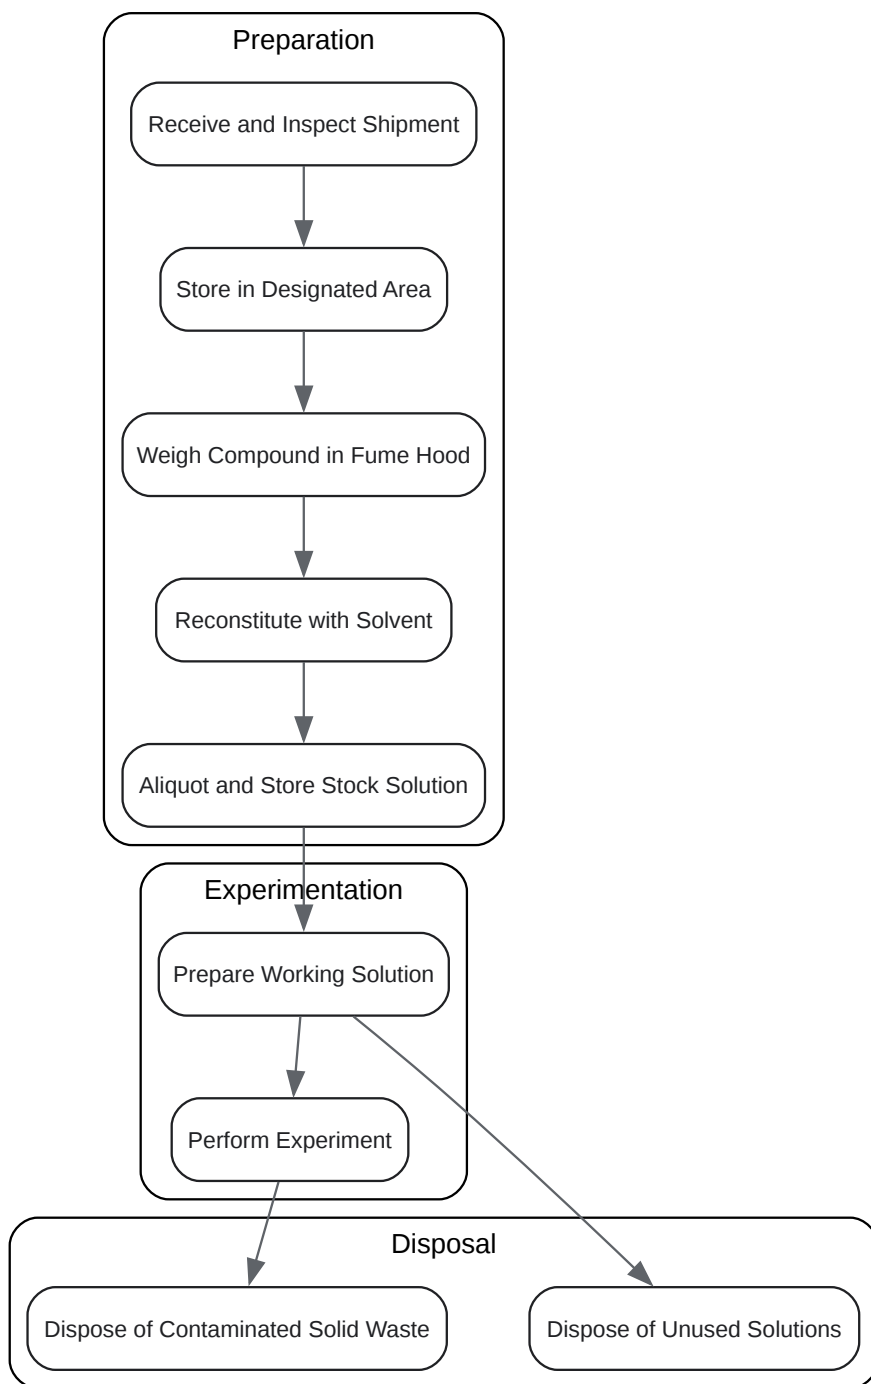 Preparation
Receive and Inspect Shipment
Store in Designated Area
Weigh Compound in Fume Hood
Reconstitute with Solvent
Aliquot and Store Stock Solution
Experimentation
Prepare Working Solution
Perform Experiment
Disposal
Dispose of Contaminated Solid Waste
Dispose of Unused Solutions